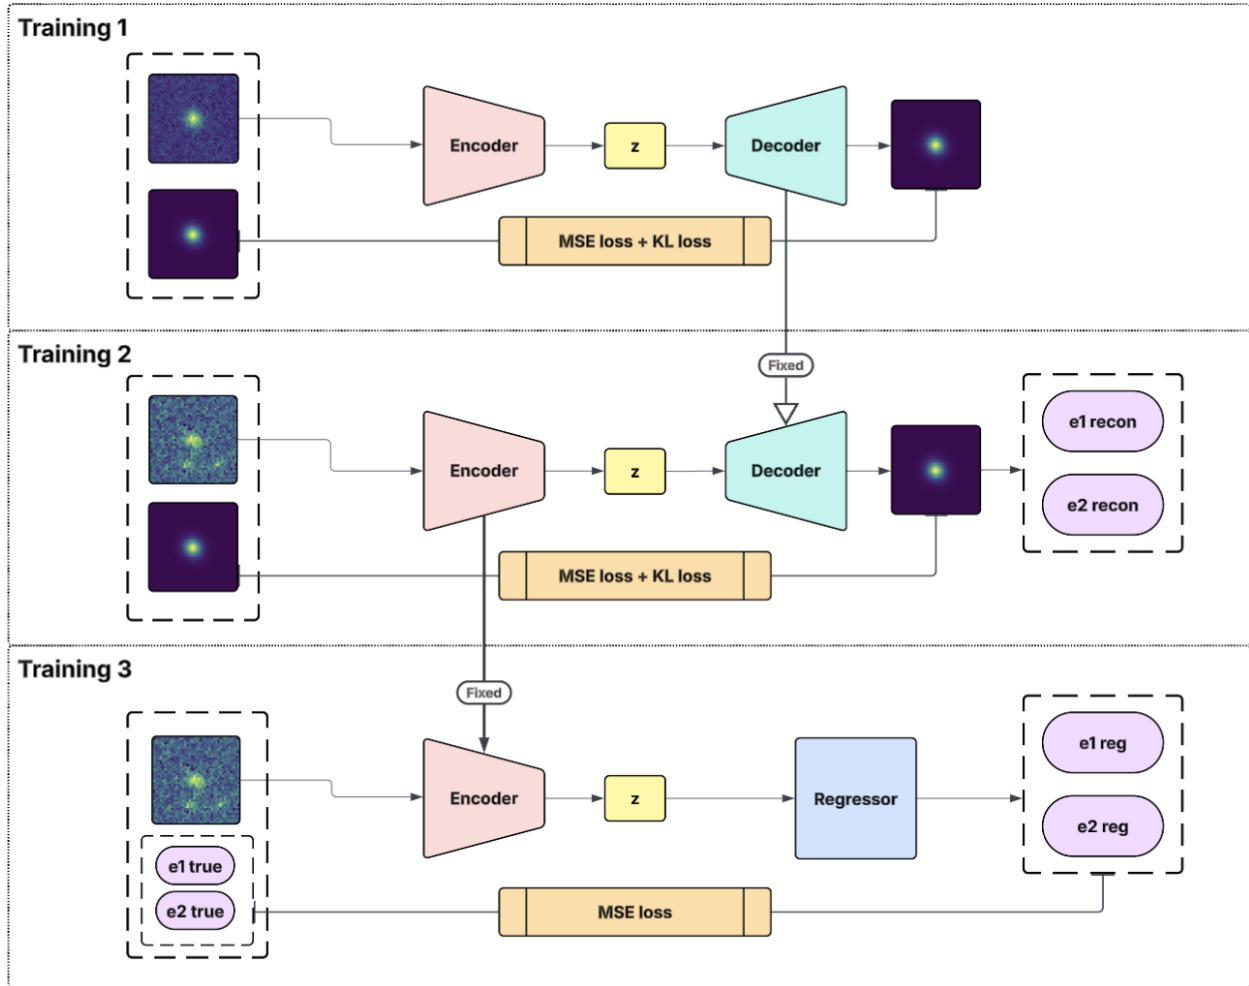 Training 1
Encoder
z
Decoder
MSE loss + KL loss
Training 2
Fixed
Encoder
z
Decoder
e1 recon
e2 recon
MSE loss + KL loss
Training 3
Fixed
Encoder
z
Regressor
e1 reg
e2 reg
e1 true
e2 true
MSE loss